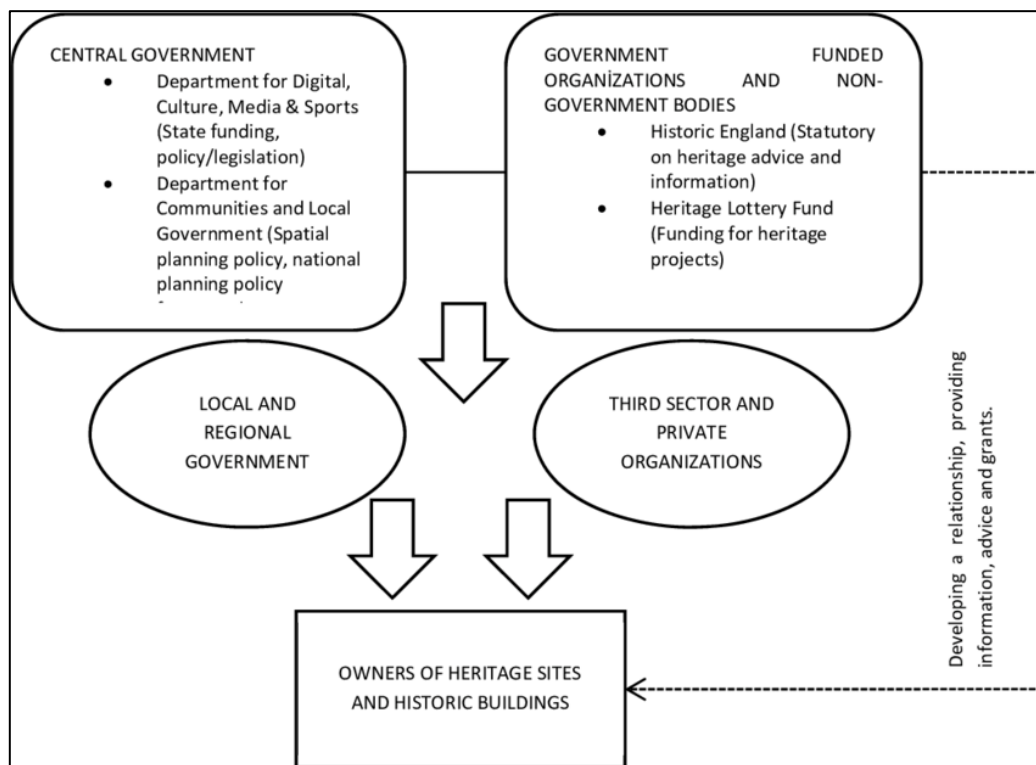 CENTRAL GOVERNMENT
• Department for Digital,
Culture, Media & Sports
(State funding,
policy/legislation)
• Department for
Communities and Local
Government (Spatial
planning policy, national
planning policy
GOVERNMENT FUNDED
ORGANİZATIONS AND NON-
GOVERNMENT BODIES
• Historic England (Statutory
on heritage advice and
information)
• Heritage Lottery Fund
(Funding for heritage
projects)
LOCAL AND
REGIONAL
GOVERNMENT
THIRD SECTOR AND
PRIVATE
ORGANIZATIONS
Developing a relationship, providing
information, advice and grants.
OWNERS OF HERITAGE SITES
AND HISTORIC BUILDINGS